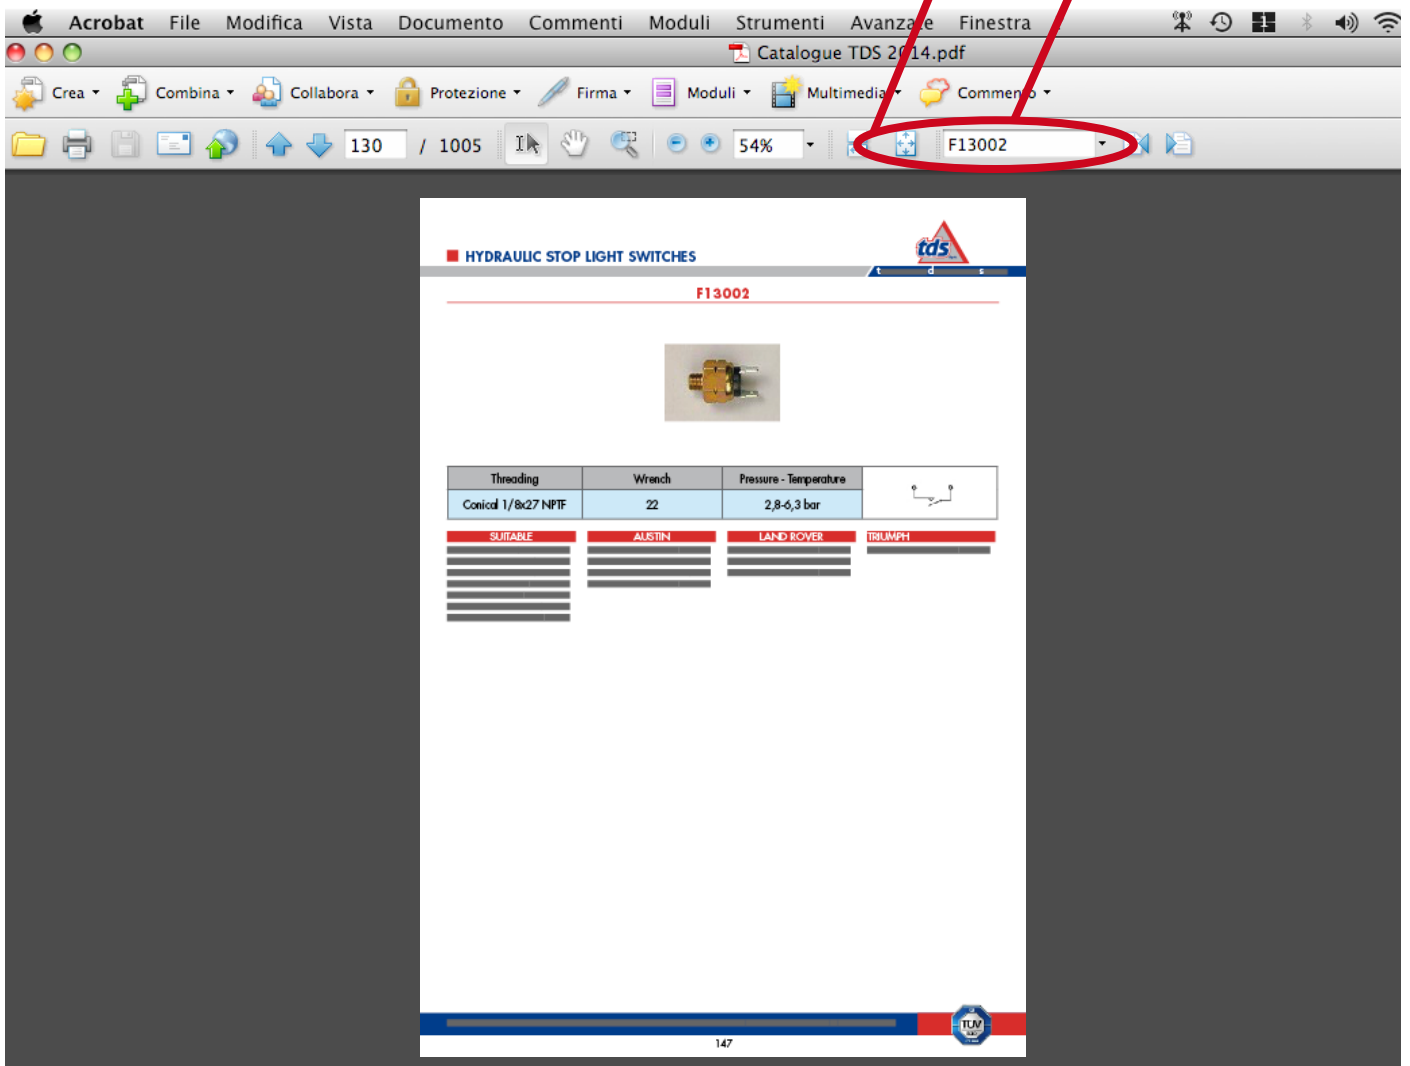 Acrobat File Modifica Vista Documento Commenti Moduli Strumenti Avanzate Finestra
Catalogue TDS 2014.pdf
Crea Combina Collabora Protezione Firma Moduli Multimedia Commento
130 / 1005 54% F13002
HYDRAULIC STOP LIGHT SWITCHES
tds
t d s
F13002
Threading Wrench Pressure - Temperature
Conical 1/8x27 NPTF 22 2,8-6,3 bar
SUITABLE AUSTIN LAND ROVER TRIUMPH
TÜV
147